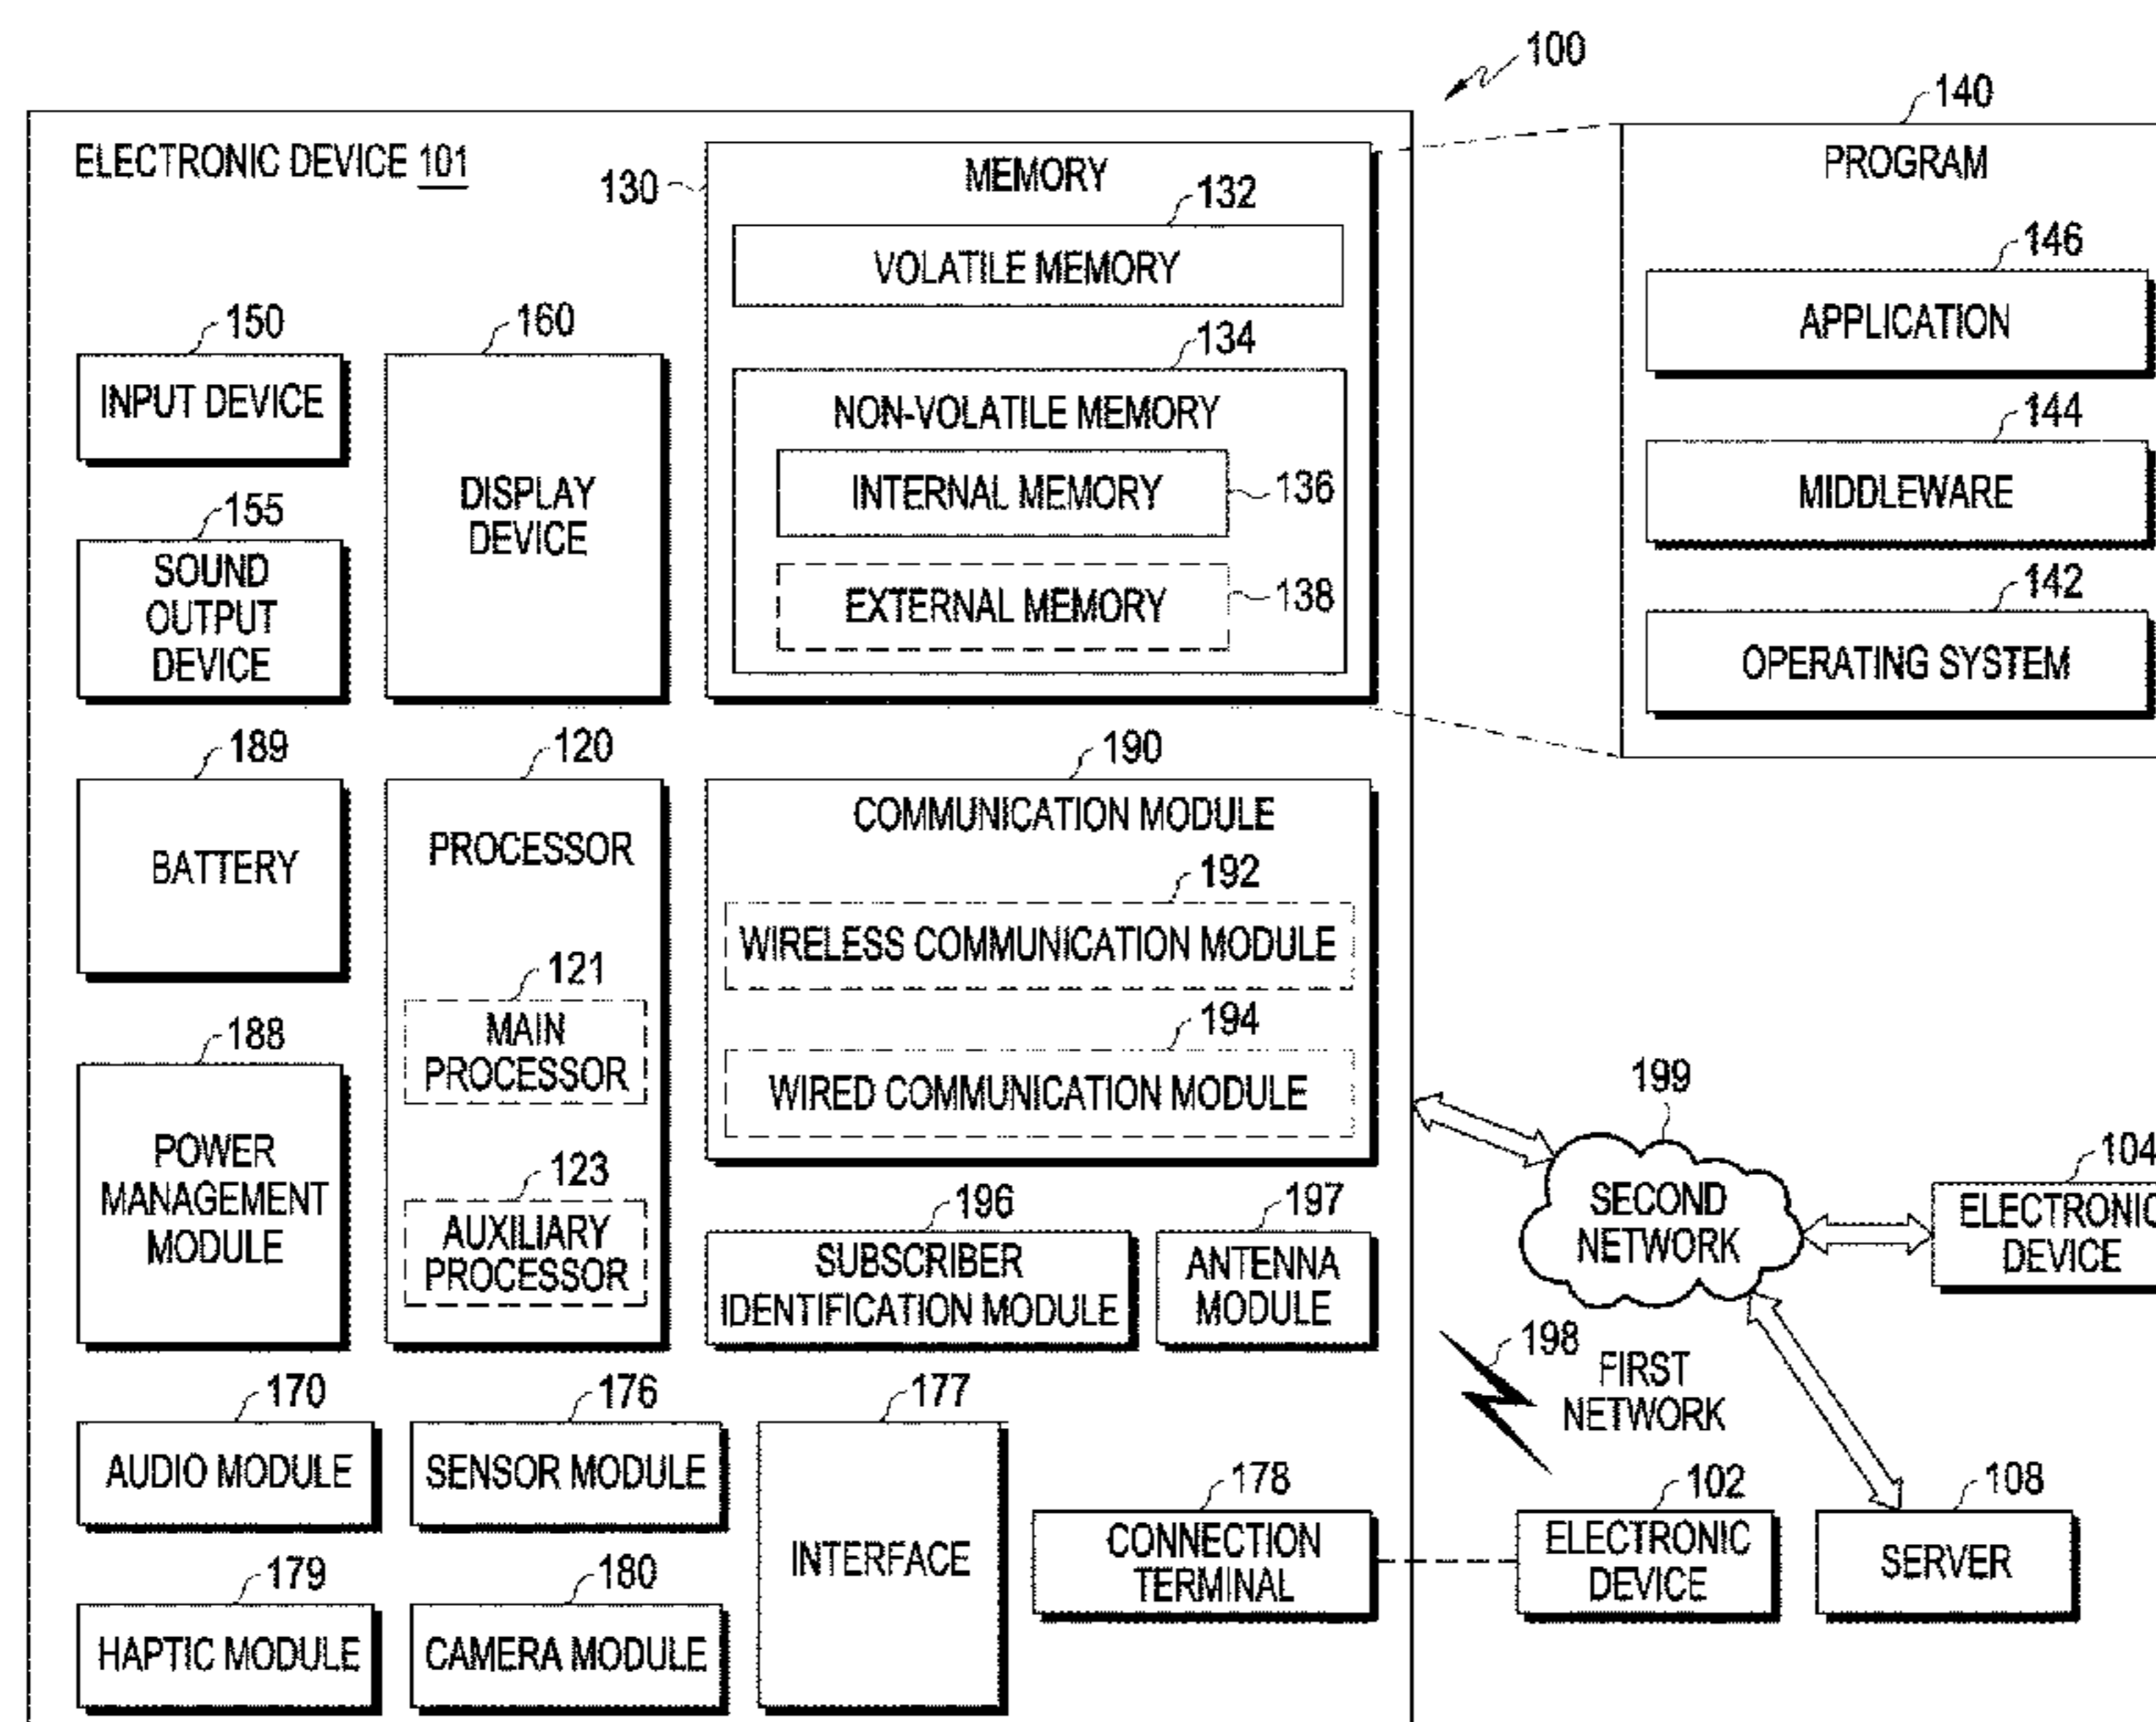 100
ELECTRONIC DEVICE 101
130
MEMORY
132
VOLATILE MEMORY
134
NON-VOLATILE MEMORY
INTERNAL MEMORY
136
EXTERNAL MEMORY
138
140
PROGRAM
146
APPLICATION
144
MIDDLEWARE
142
OPERATING SYSTEM
150
INPUT DEVICE
155
SOUND
OUTPUT
DEVICE
160
DISPLAY
DEVICE
189
BATTERY
188
POWER
MANAGEMENT
MODULE
120
PROCESSOR
121
MAIN
PROCESSOR
123
AUXILIARY
PROCESSOR
190
COMMUNICATION MODULE
192
WIRELESS COMMUNICATION MODULE
194
WIRED COMMUNICATION MODULE
196
SUBSCRIBER
IDENTIFICATION MODULE
197
ANTENNA
MODULE
199
SECOND
NETWORK
104
ELECTRONIC
DEVICE
198
FIRST
NETWORK
170
AUDIO MODULE
176
SENSOR MODULE
177
INTERFACE
178
CONNECTION
TERMINAL
102
ELECTRONIC
DEVICE
108
SERVER
179
HAPTIC MODULE
180
CAMERA MODULE